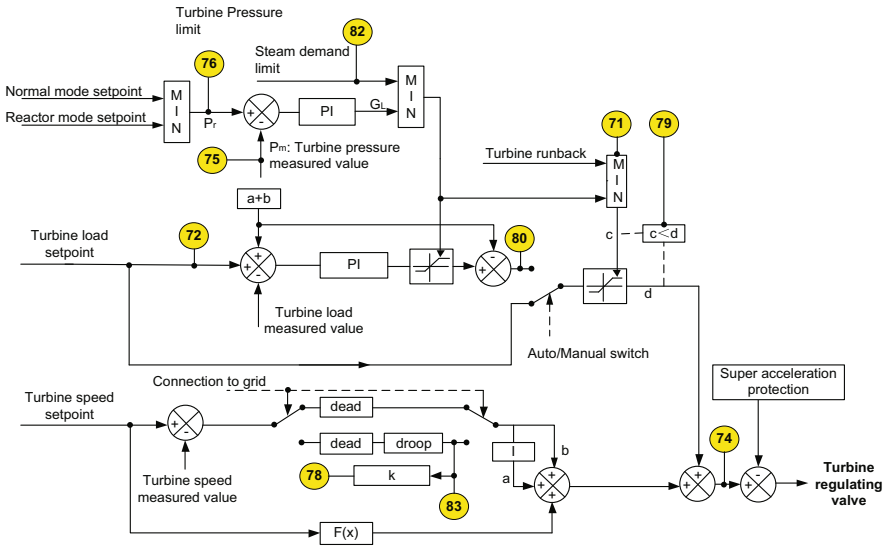 Turbine Pressure
limit
82
Steam demand
limit
76
Normal mode setpoint
Reactor mode setpoint
MIN
Pr
+
-
PI
GL
MIN
75
Pm: Turbine pressure
measured value
71
79
Turbine runback
MIN
a+b
c
c<d
Turbine load
setpoint
72
+
+
-
PI
-
+
80
d
Turbine load
measured value
Auto/Manual switch
Turbine speed
setpoint
Connection to grid
Super acceleration
protection
dead
+
-
dead
droop
I
b
a
74
Turbine speed
measured value
78
k
83
+
+
+
+
+
-
+
Turbine
regulating
valve
F(x)